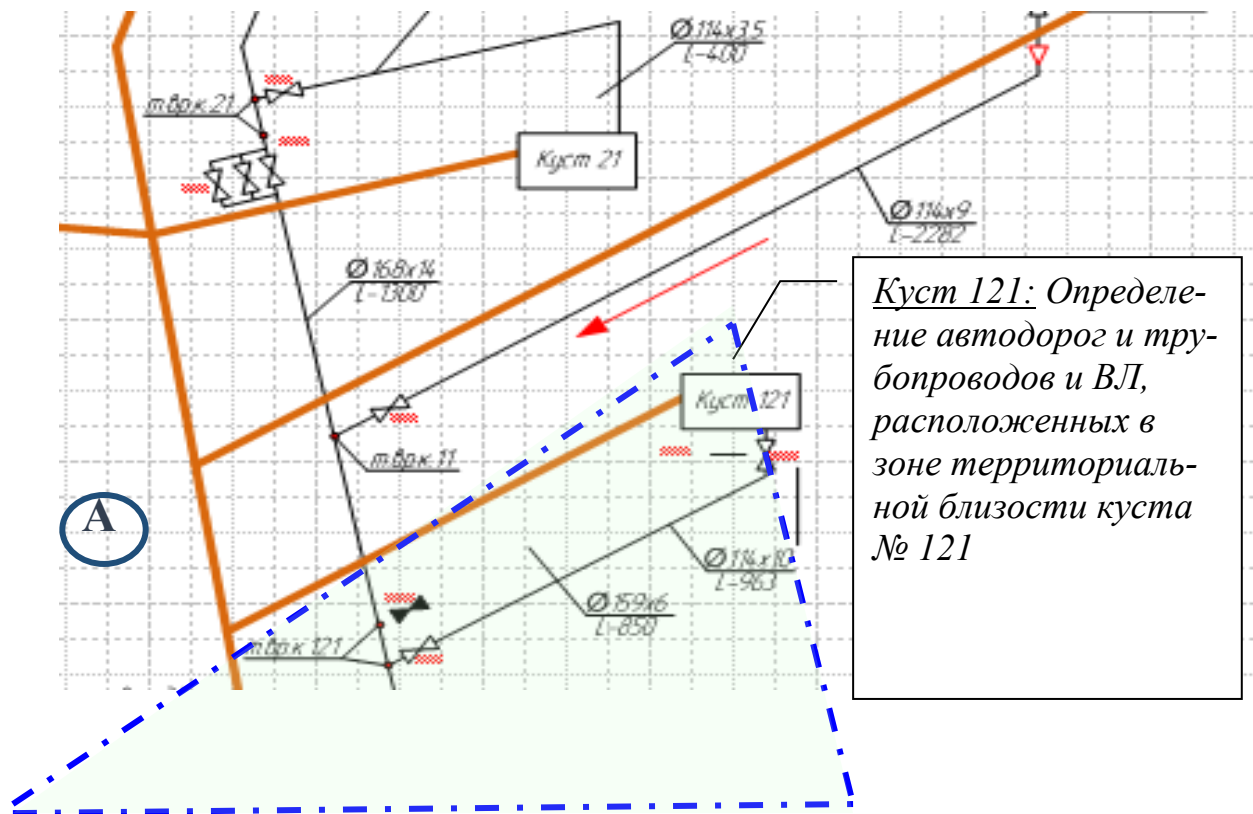 Ø 114x3,5
L-400
т.вр.к. 21
Куст 21
Ø 114x9
L-2282
Ø 168x14
L-1300
Куст 121: Определе-
ние автодорог и тру-
бопроводов и ВЛ,
расположенных в
зоне территориаль-
ной близости куста
№ 121
Куст 121
т.вр.к. 11
А
Ø 114x10
L-963
Ø 159x6
L-850
т.вр.к 121